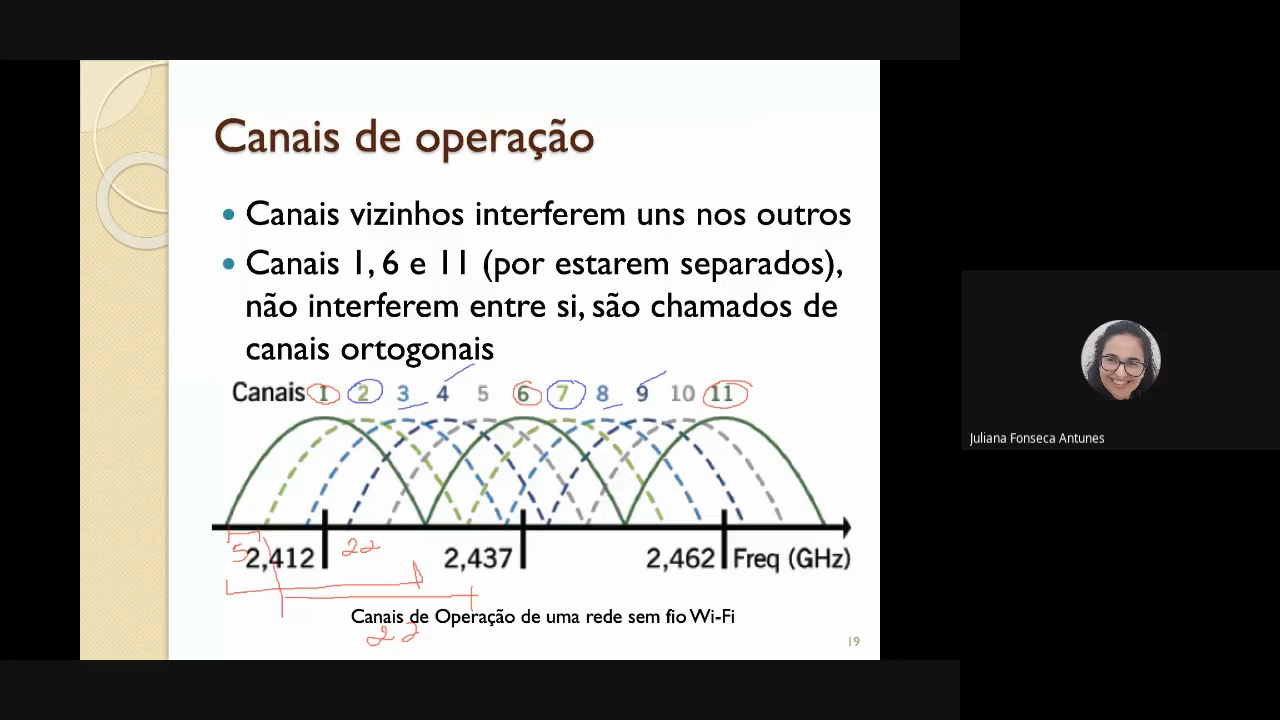 Canais de operação
Canais vizinhos interferem uns nos outros
Canais 1, 6 e 11 (por estarem separados),
não interferem entre si, são chamados de
canais ortogonais
Canais 1 2 3 4 5 6 7 8 9 10 11
5 22
2,412 2,437 2,462 Freq (GHz)
Canais de Operação de uma rede sem fio Wi-Fi
22
19
Juliana Fonseca Antunes